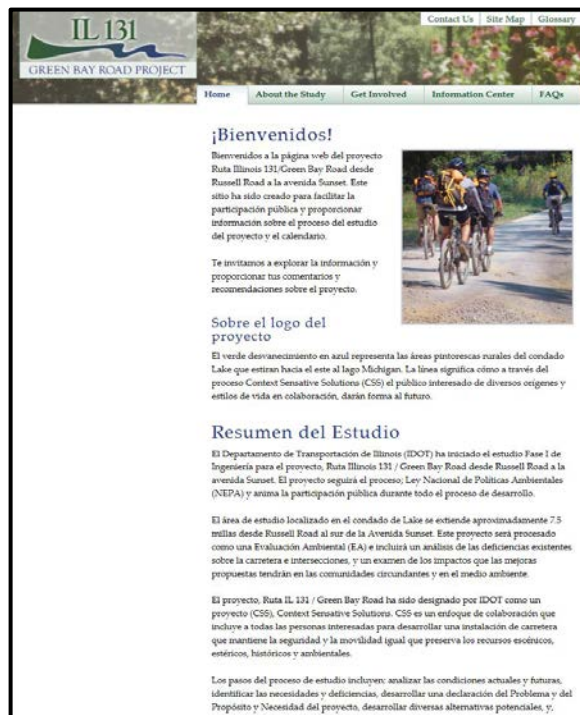 IL 131
GREEN BAY ROAD PROJECT
Contact Us
Site Map
Glossary
Home
About the Study
Get Involved
Information Center
FAQs
¡Bienvenidos!
Bienvenidos a la página web del proyecto
Ruta Illinois 131/Green Bay Road desde
Russell Road a la avenida Sunset. Este
sitio ha sido creado para facilitar la
participación pública y proporcionar
información sobre el proceso del estudio
del proyecto y el calendario.
Te invitamos a explorar la información y
proporcionar tus comentarios y
recomendaciones sobre el proyecto.
Sobre el logo del
proyecto
El verde desvanecimiento en azul representa las áreas pintorescas rurales del condado
Lake que estiran hacia el este al lago Michigan. La línea significa cómo a través del
proceso Context Sensative Solutions (CSS) el público interesado de diversos orígenes y
estilos de vida en colaboración, darán forma al futuro.
Resumen del Estudio
El Departamento de Transportación de Illinois (IDOT) ha iniciado el estudio Fase I de
Ingeniería para el proyecto, Ruta Illinois 131 / Green Bay Road desde Russell Road a la
avenida Sunset. El proyecto seguirá el proceso; Ley Nacional de Políticas Ambientales
(NEPA) y anima la participación pública durante todo el proceso de desarrollo.
El área de estudio localizado en el condado de Lake se extiende aproximadamente 7.5
millas desde Russell Road al sur de la Avenida Sunset. Este proyecto será procesado
como una Evaluación Ambiental (EA) e incluirá un análisis de las deficiencias existentes
sobre la carretera e intersecciones, y un examen de los impactos que las mejoras
propuestas tendrán en las comunidades circundantes y en el medio ambiente.
El proyecto, Ruta IL 131 / Green Bay Road ha sido designado por IDOT como un
proyecto (CSS), Context Sensative Solutions. CSS es un enfoque de colaboración que
incluye a todas las personas interesadas para desarrollar una instalación de carretera
que mantiene la seguridad y la movilidad igual que preserva los recursos escénicos,
estéricos, históricos y ambientales.
Los pasos del proceso de estudio incluyen: analizar las condiciones actuales y futuras,
identificar las necesidades y deficiencias, desarrollar una declaración del Problema y del
Propósito y Necesidad del proyecto, desarrollar diversas alternativas potenciales, y,